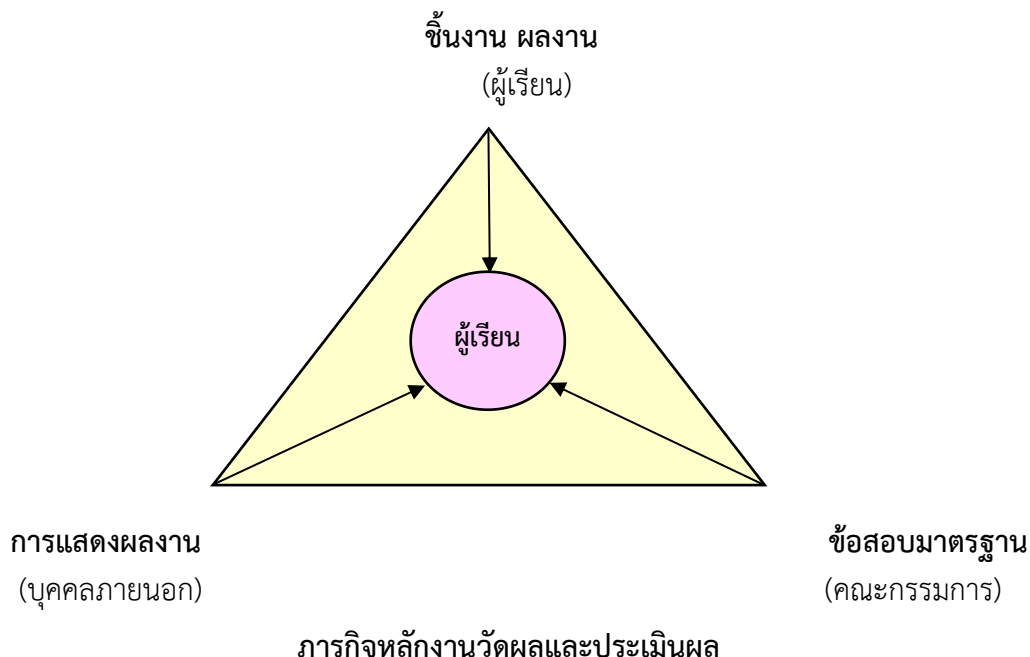 ชิ้นงาน ผลงาน
(ผู้เรียน)
ผู้เรียน
การแสดงผลงาน
(บุคคลภายนอก)
ข้อสอบมาตรฐาน
(คณะกรรมการ)
ภารกิจหลักงานวัดผลและประเมินผล